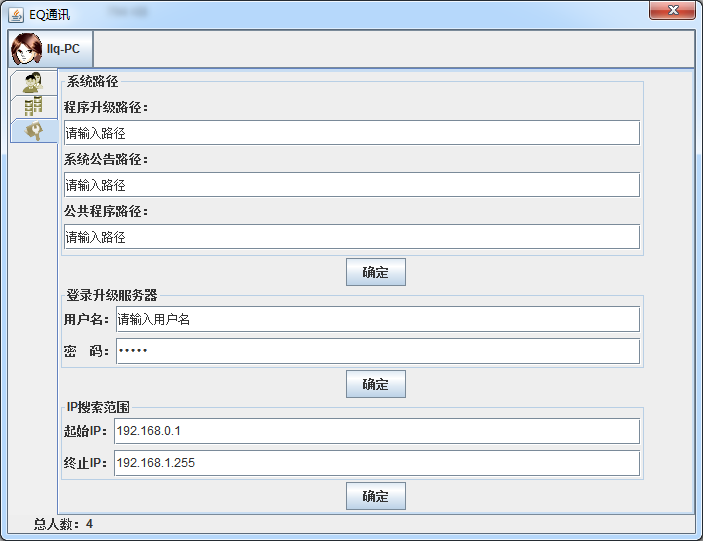 EQ通讯
llq-PC
系统路径
程序升级路径：
请输入路径
系统公告路径：
请输入路径
公共程序路径：
请输入路径
确定
登录升级服务器
用户名：请输入用户名
密　码：•••••
确定
IP搜索范围
起始IP：192.168.0.1
终止IP：192.168.1.255
确定
总人数：4